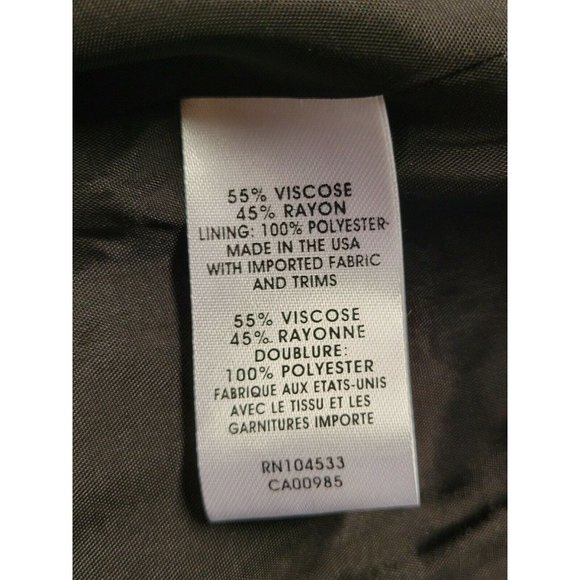 55% VISCOSE
45% RAYON
LINING: 100% POLYESTER
MADE IN THE USA
WITH IMPORTED FABRIC
AND TRIMS
55% VISCOSE
45% RAYONNE
DOUBLURE:
100% POLYESTER
FABRIQUE AUX ETATS-UNIS
AVEC LE TISSU ET LES
GARNITURES IMPORTE
RN104533
CA00985